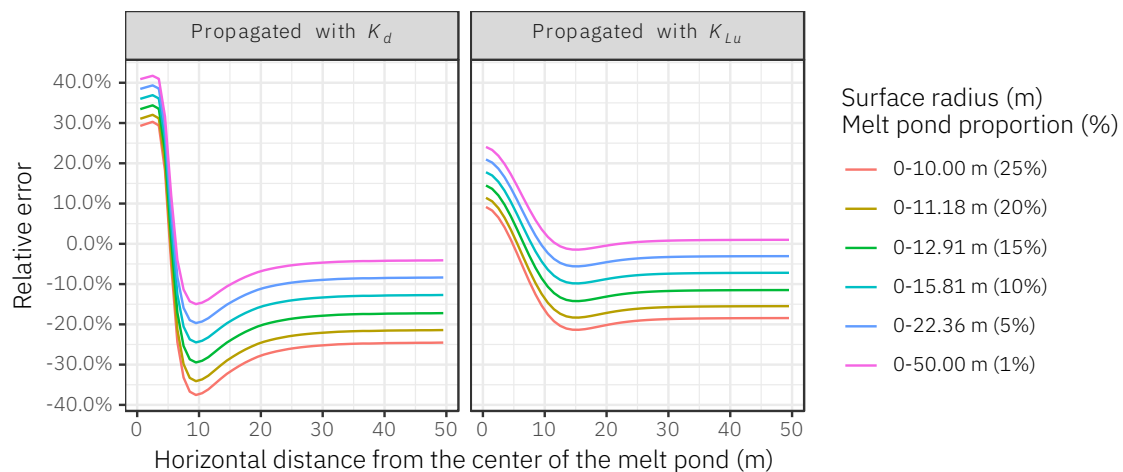 Propagated with Kd
Propagated with KLu
40.0%
30.0%
20.0%
10.0%
0.0%
-10.0%
-20.0%
-30.0%
-40.0%
Relative error
0 10 20 30 40 50
0 10 20 30 40 50
Horizontal distance from the center of the melt pond (m)
Surface radius (m)
Melt pond proportion (%)
0-10.00 m (25%)
0-11.18 m (20%)
0-12.91 m (15%)
0-15.81 m (10%)
0-22.36 m (5%)
0-50.00 m (1%)